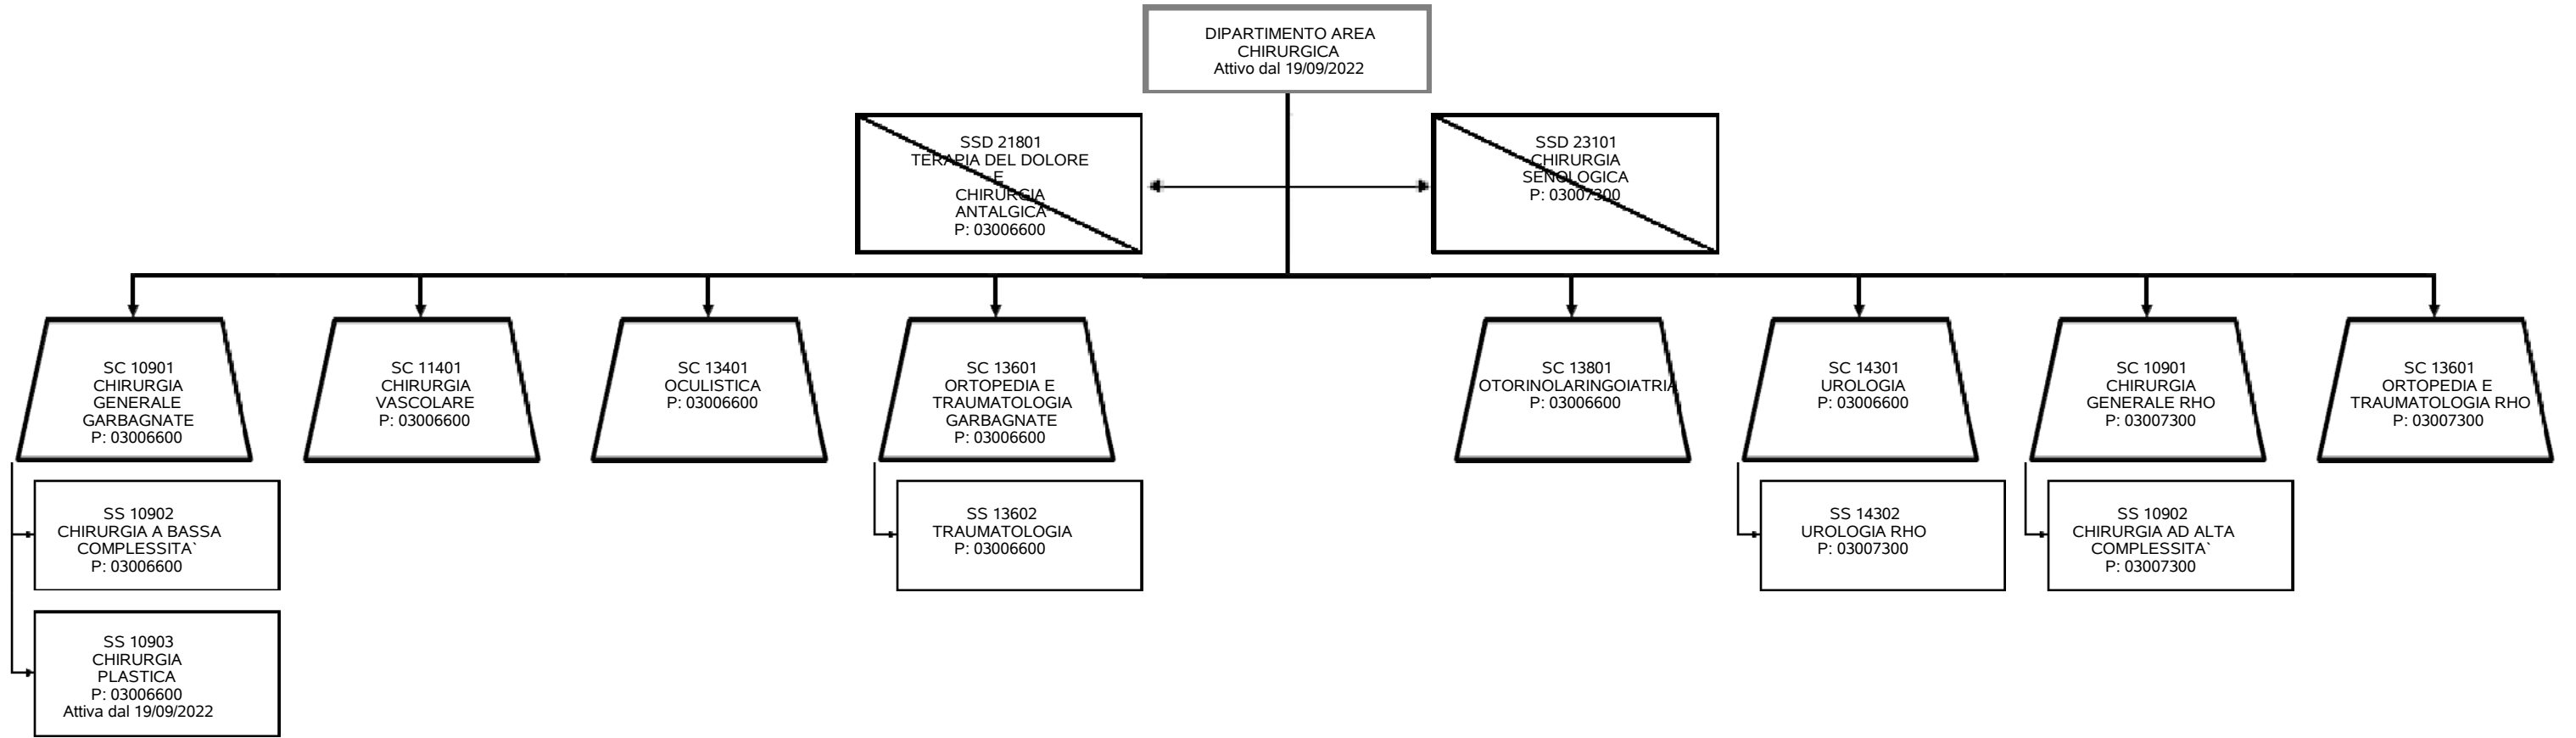 DIPARTIMENTO AREA
CHIRURGICA
Attivo dal 19/09/2022
SSD 21801
TERAPIA DEL DOLORE
E
CHIRURGIA
ANTALGICA
P: 03006600
SSD 23101
CHIRURGIA
SENOLOGICA
P: 03007300
SC 10901
CHIRURGIA
GENERALE
GARBAGNATE
P: 03006600
SC 11401
CHIRURGIA
VASCOLARE
P: 03006600
SC 13401
OCULISTICA
P: 03006600
SC 13601
ORTOPEDIA E
TRAUMATOLOGIA
GARBAGNATE
P: 03006600
SC 13801
OTORINOLARINGOIATRIA
P: 03006600
SC 14301
UROLOGIA
P: 03006600
SC 10901
CHIRURGIA
GENERALE RHO
P: 03007300
SC 13601
ORTOPEDIA E
TRAUMATOLOGIA RHO
P: 03007300
SS 10902
CHIRURGIA A BASSA
COMPLESSITA`
P: 03006600
SS 13602
TRAUMATOLOGIA
P: 03006600
SS 14302
UROLOGIA RHO
P: 03007300
SS 10902
CHIRURGIA AD ALTA
COMPLESSITA`
P: 03007300
SS 10903
CHIRURGIA
PLASTICA
P: 03006600
Attiva dal 19/09/2022